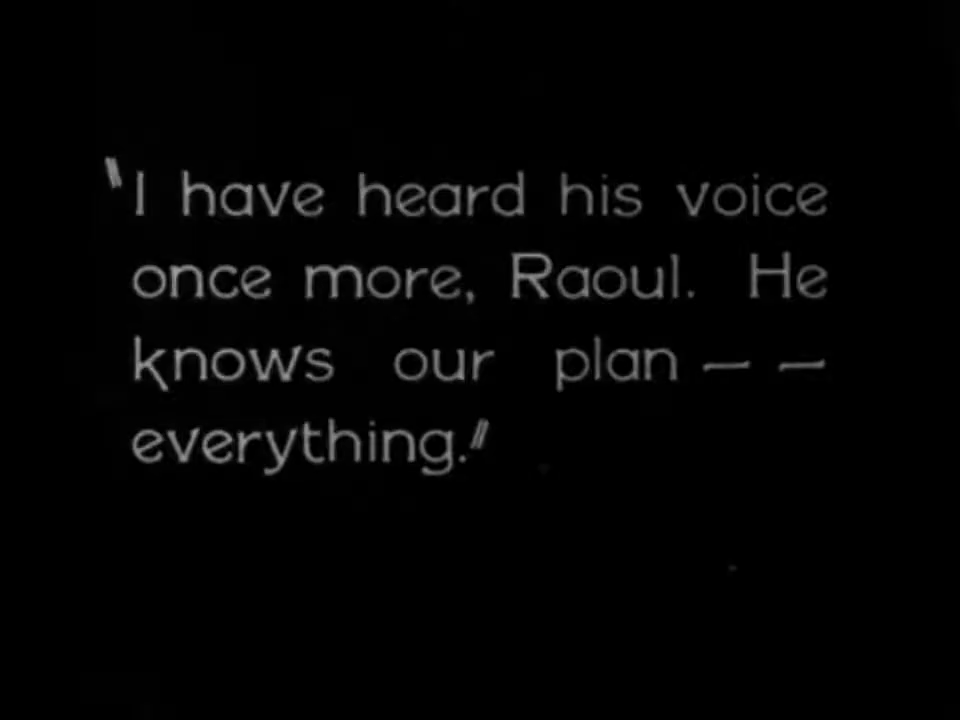 "I have heard his voice
once more, Raoul. He
knows our plan — —
everything."